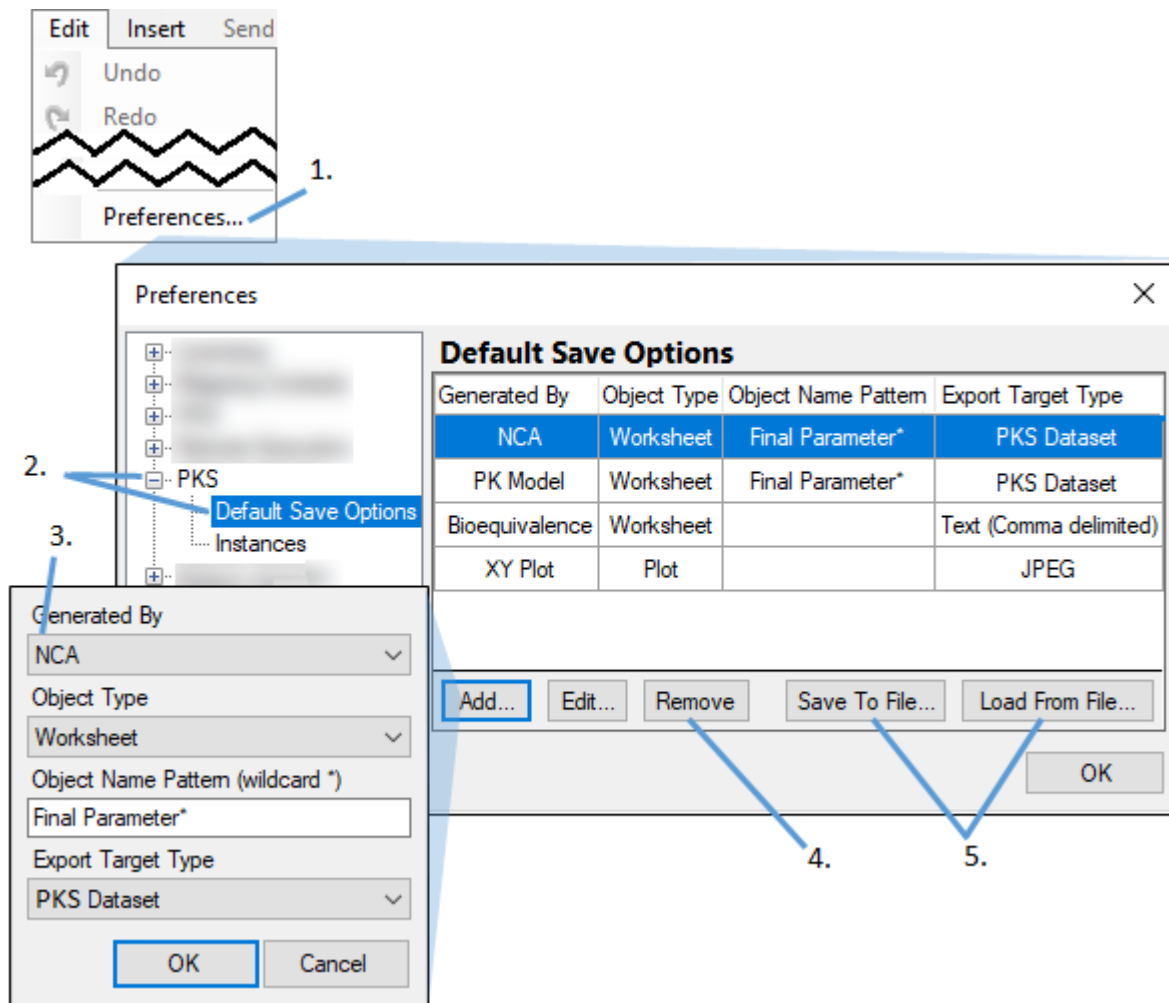 Edit Insert Send
Undo
Redo
Preferences...
1.
Preferences
Default Save Options
Generated By Object Type Object Name Pattern Export Target Type
NCA Worksheet Final Parameter* PKS Dataset
PK Model Worksheet Final Parameter* PKS Dataset
Bioequivalence Worksheet Text (Comma delimited)
XY Plot Plot JPEG
2.
PKS
Default Save Options
Instances
3.
Add... Edit... Remove Save To File... Load From File...
OK
4.
5.
Generated By
NCA
Object Type
Worksheet
Object Name Pattern (wildcard *)
Final Parameter*
Export Target Type
PKS Dataset
OK Cancel